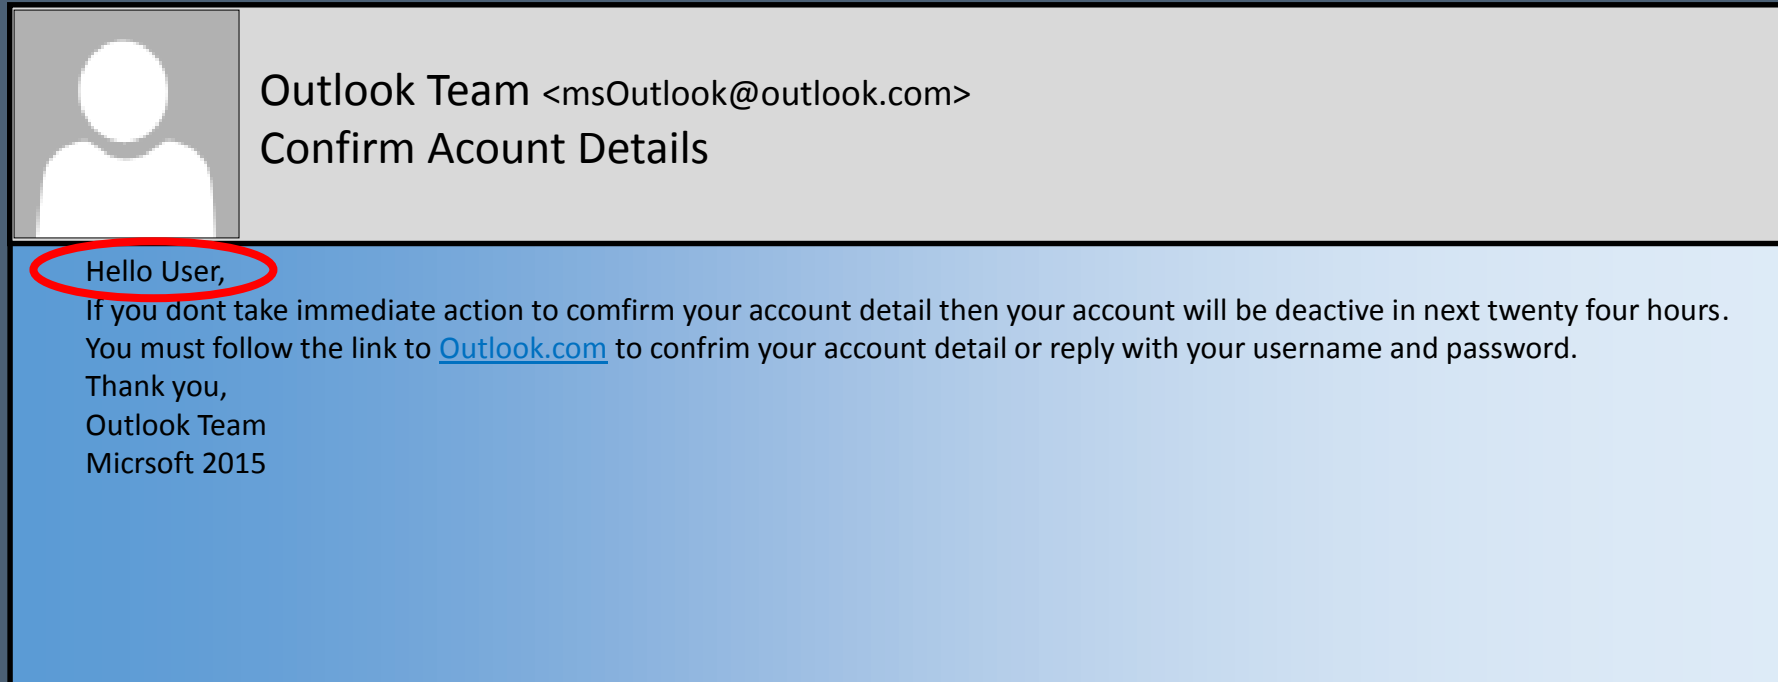 Outlook Team <msOutlook@outlook.com>
Confirm Acount Details
Hello User,
If you dont take immediate action to comfirm your account detail then your account will be deactive in next twenty four hours.
You must follow the link to Outlook.com to confrim your account detail or reply with your username and password.
Thank you,
Outlook Team
Micrsoft 2015